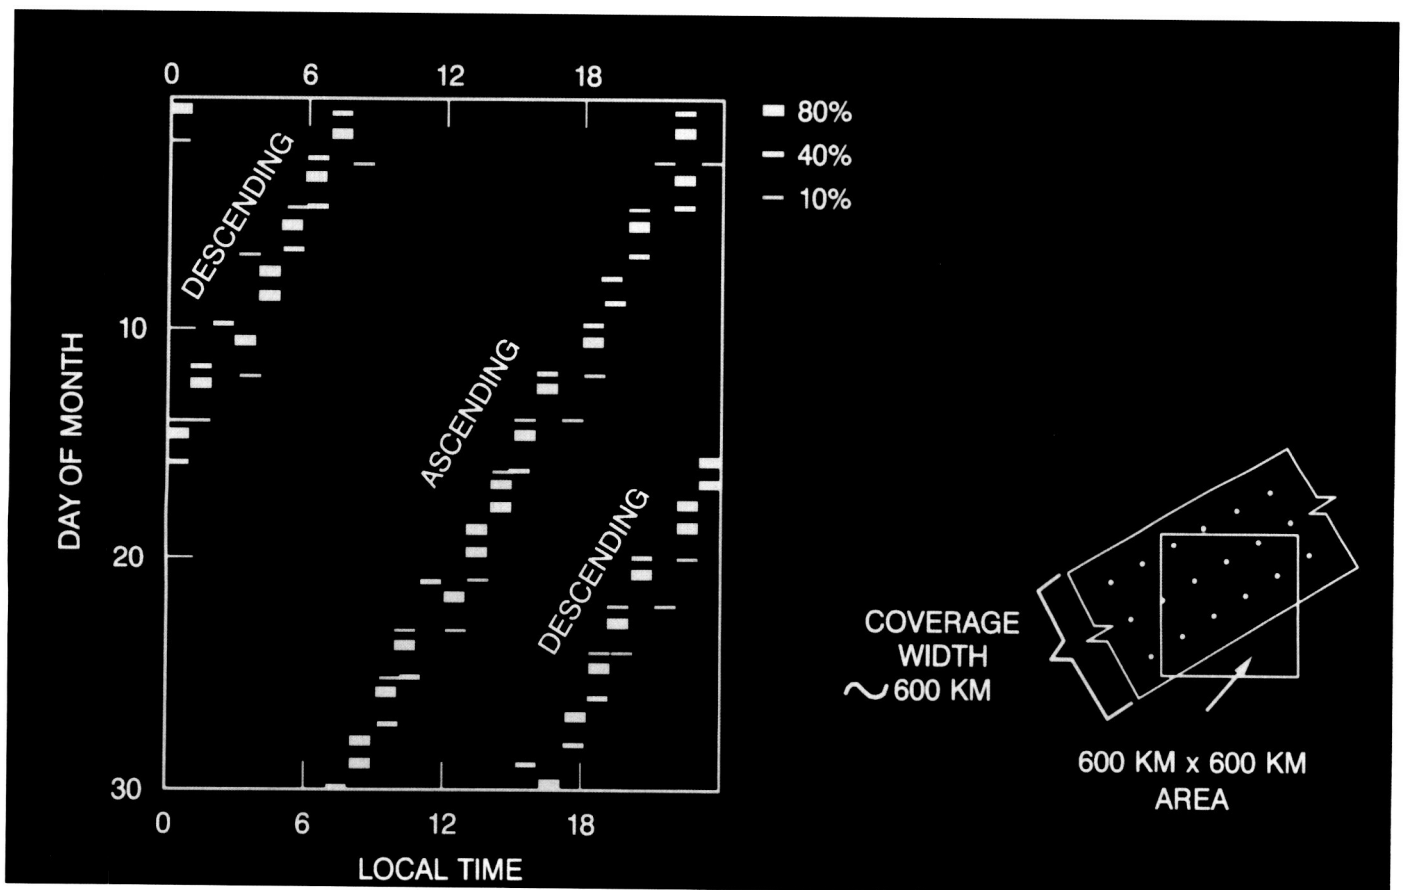 0 6 12 18
80%
40%
10%
DESCENDING
ASCENDING
DESCENDING
DAY OF MONTH
10
20
30
0 6 12 18
LOCAL TIME
COVERAGE
WIDTH
~600 KM
600 KM x 600 KM
AREA